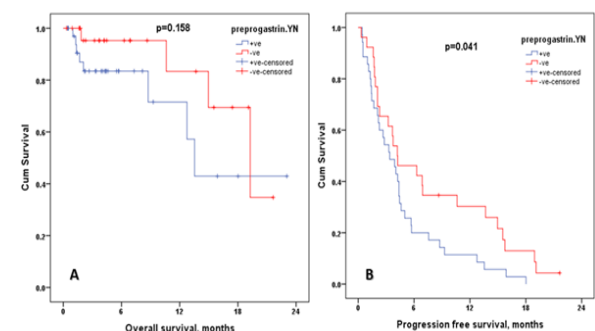 p=0.158
preprogastrin.YN
+ve
-ve
+ve-censored
-ve-censored
1.0
0.8
0.6
0.4
0.2
0.0
Cum Survival
A
0 6 12 18 24
Overall survival, months
p=0.041
preprogastrin.YN
+ve
-ve
+ve-censored
-ve-censored
1.0
0.8
0.6
0.4
0.2
0.0
Cum Survival
B
0 6 12 18 24
Progression free survival, months